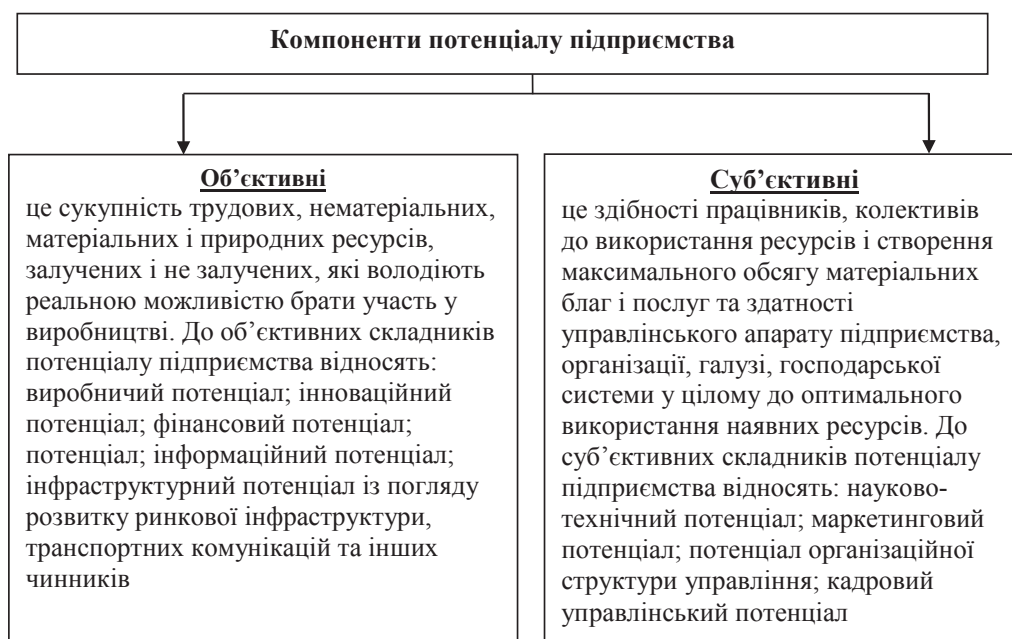 Компоненти потенціалу підприємства
Об’єктивні
це сукупність трудових, нематеріальних,
матеріальних і природних ресурсів,
залучених і не залучених, які володіють
реальною можливістю брати участь у
виробництві. До об’єктивних складників
потенціалу підприємства відносять:
виробничий потенціал; інноваційний
потенціал; фінансовий потенціал;
потенціал; інформаційний потенціал;
інфраструктурний потенціал із погляду
розвитку ринкової інфраструктури,
транспортних комунікацій та інших
чинників
Суб’єктивні
це здібності працівників, колективів
до використання ресурсів і створення
максимального обсягу матеріальних
благ і послуг та здатності
управлінського апарату підприємства,
організації, галузі, господарської
системи у цілому до оптимального
використання наявних ресурсів. До
суб’єктивних складників потенціалу
підприємства відносять: науково-
технічний потенціал; маркетинговий
потенціал; потенціал організаційної
структури управління; кадровий
управлінський потенціал